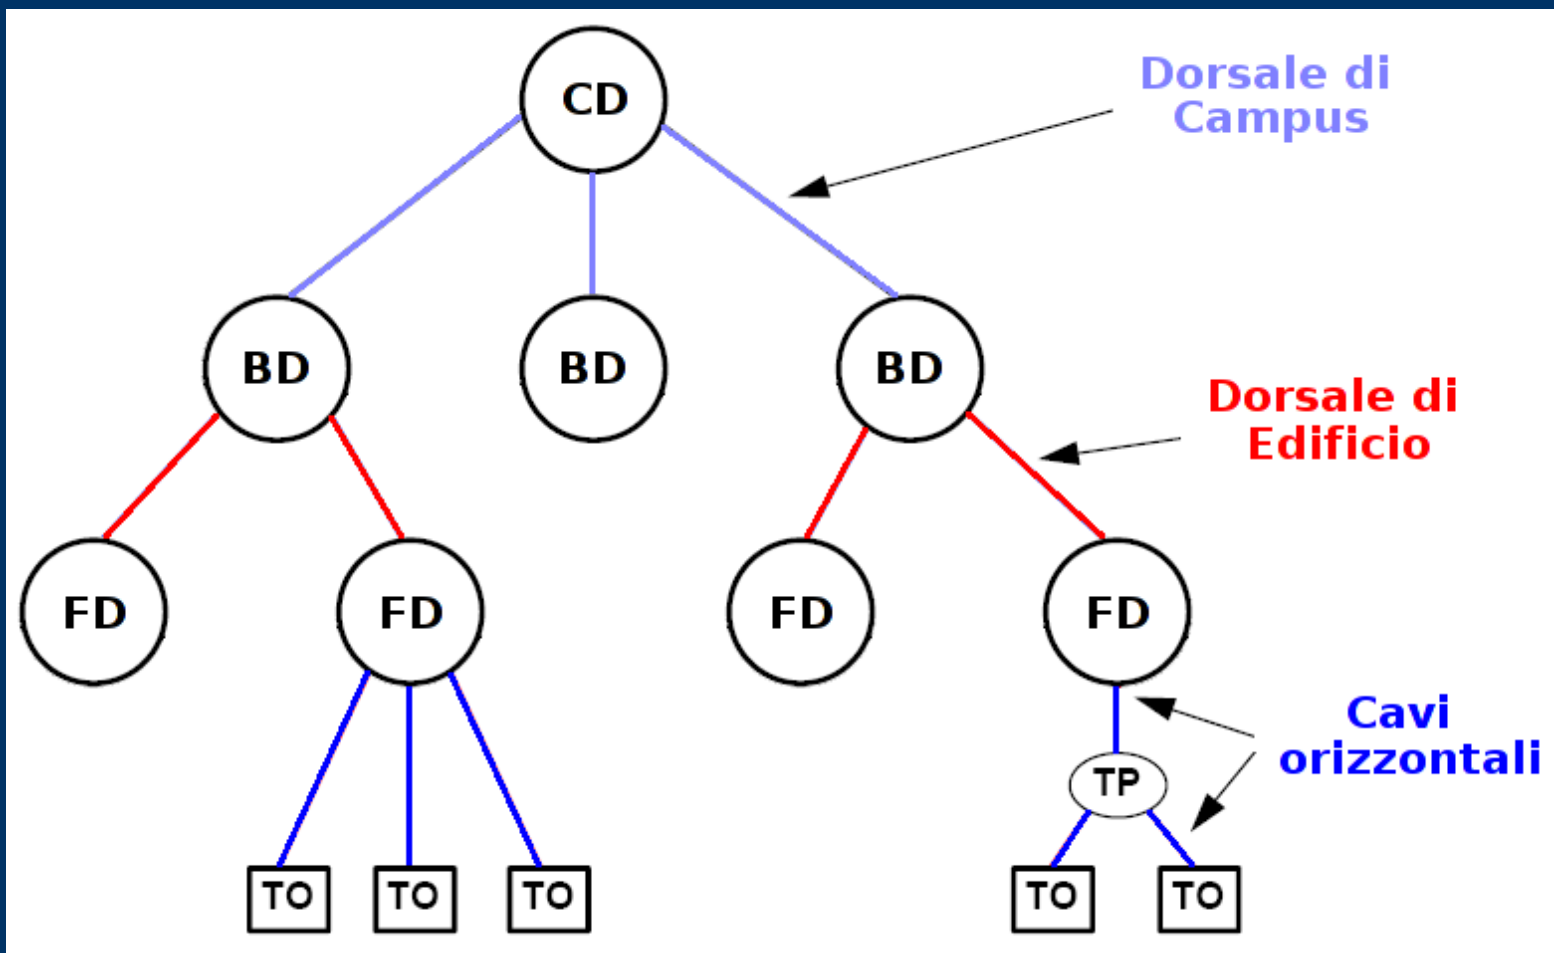 CD
Dorsale di
Campus
BD BD BD
Dorsale di
Edificio
FD FD FD FD
Cavi
orizzontali
TP
TO TO TO TO TO